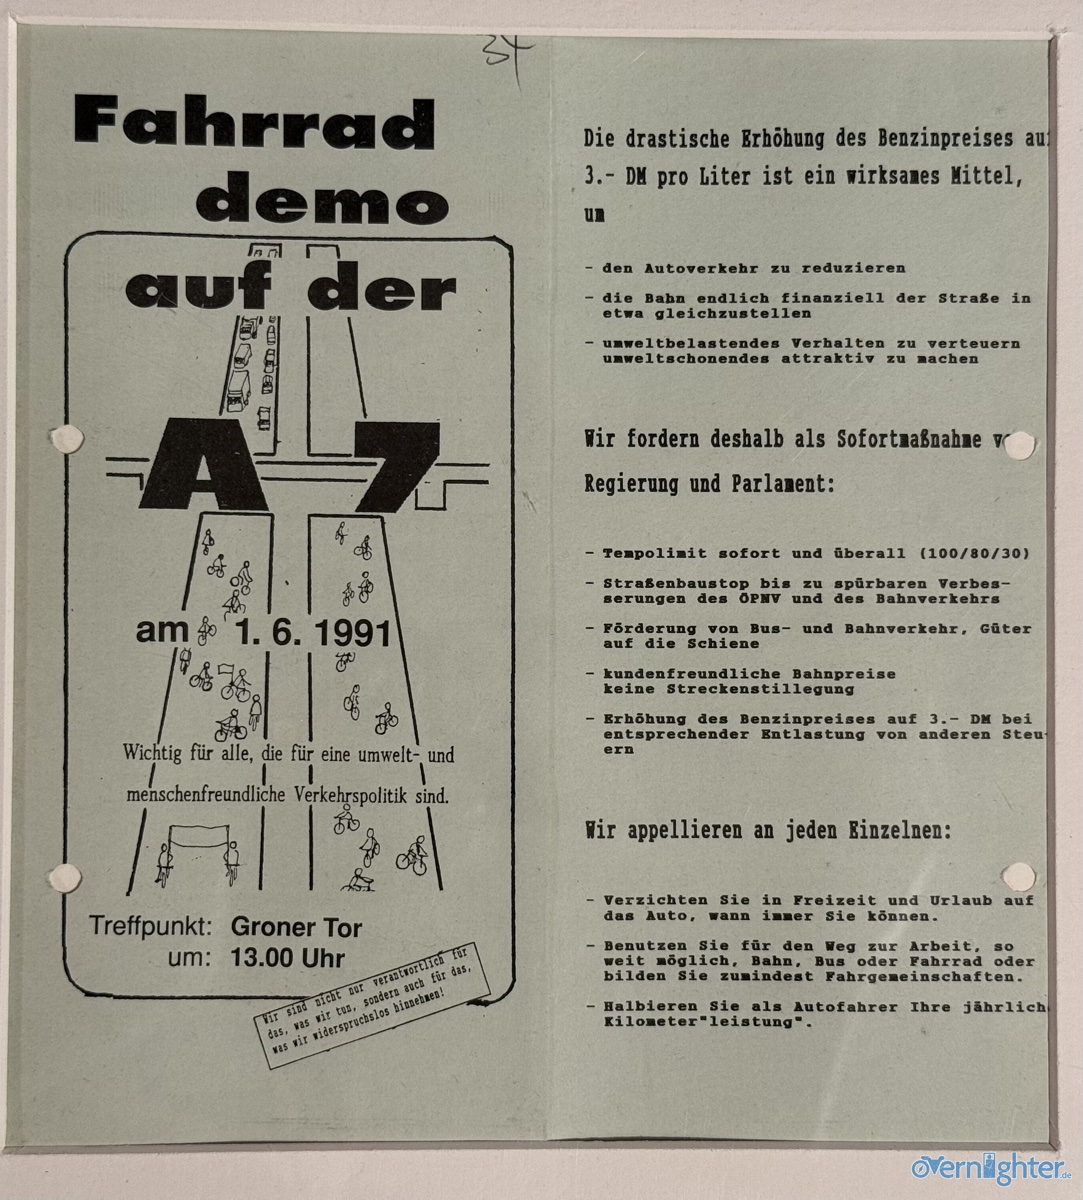 34
Fahrrad
demo
auf der
A 7
am 1. 6. 1991
Wichtig für alle, die für eine umwelt- und
menschenfreundliche Verkehrspolitik sind.
Treffpunkt: Groner Tor
um: 13.00 Uhr
Wir sind nicht nur verantwortlich für
das, was wir tun, sondern auch für das,
was wir widerspruchslos hinnehmen!
Die drastische Erhöhung des Benzinpreises auf
3.- DM pro Liter ist ein wirksames Mittel,
um
- den Autoverkehr zu reduzieren
- die Bahn endlich finanziell der Straße in
etwa gleichzustellen
- umweltbelastendes Verhalten zu verteuern
umweltschonendes attraktiv zu machen
Wir fordern deshalb als Sofortmaßnahme
Regierung und Parlament:
- Tempolimit sofort und überall (100/80/30)
- Straßenbaustop bis zu spürbaren Verbes-
serungen des ÖPNV und des Bahnverkehrs
- Förderung von Bus- und Bahnverkehr, Güter
auf die Schiene
- kundenfreundliche Bahnpreise
keine Streckenstillegung
- Erhöhung des Benzinpreises auf 3.- DM bei
entsprechender Entlastung von anderen Steu-
ern
Wir appellieren an jeden Einzelnen:
- Verzichten Sie in Freizeit und Urlaub auf
das Auto, wann immer Sie können.
- Benutzen Sie für den Weg zur Arbeit, so
weit möglich, Bahn, Bus oder Fahrrad oder
bilden Sie zumindest Fahrgemeinschaften.
- Halbieren Sie als Autofahrer Ihre jährlich
Kilometer"leistung".
overnighter.de